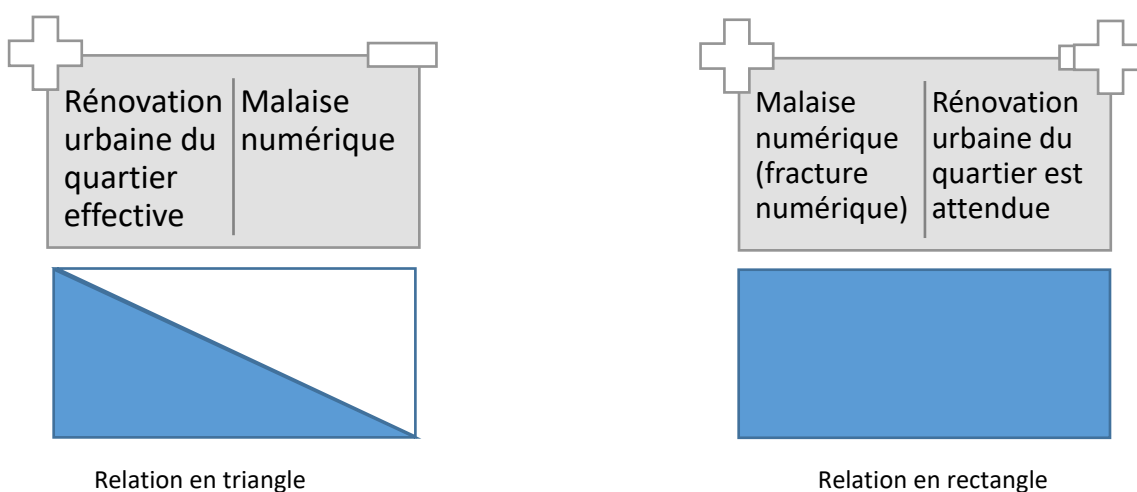 Rénovation
urbaine du
quartier
effective
Malaise
numérique
Malaise
numérique
(fracture
numérique)
Rénovation
urbaine du
quartier est
attendue
Relation en triangle
Relation en rectangle